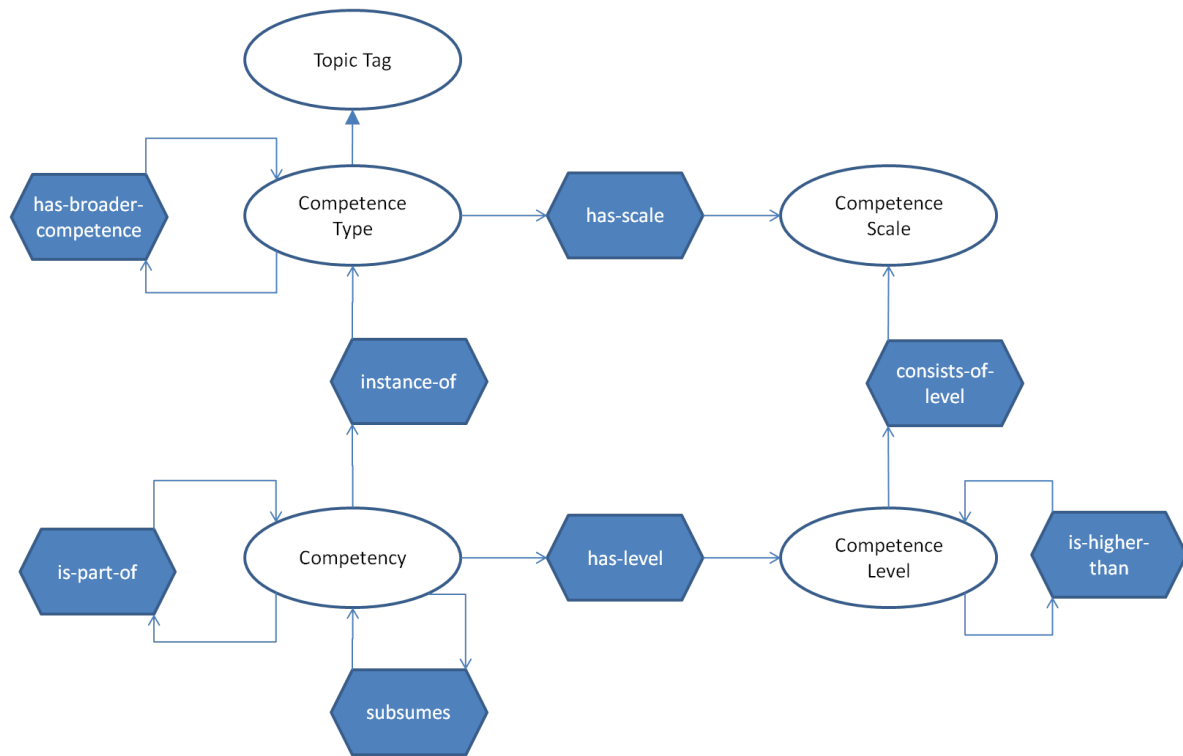 Topic Tag
has-broader-
competence
Competence
Type
has-scale
Competence
Scale
instance-of
consists-of-
level
is-part-of
Competency
has-level
Competence
Level
is-higher-
than
subsumes